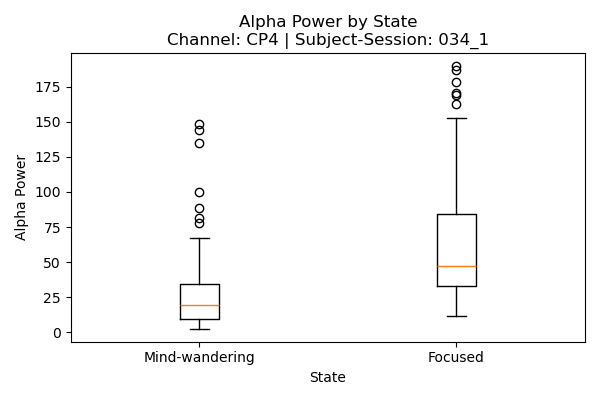 Alpha Power by State
Channel: CP4 | Subject-Session: 034_1
175
150
125
100
75
50
25
0
Alpha Power
Mind-wandering Focused
State